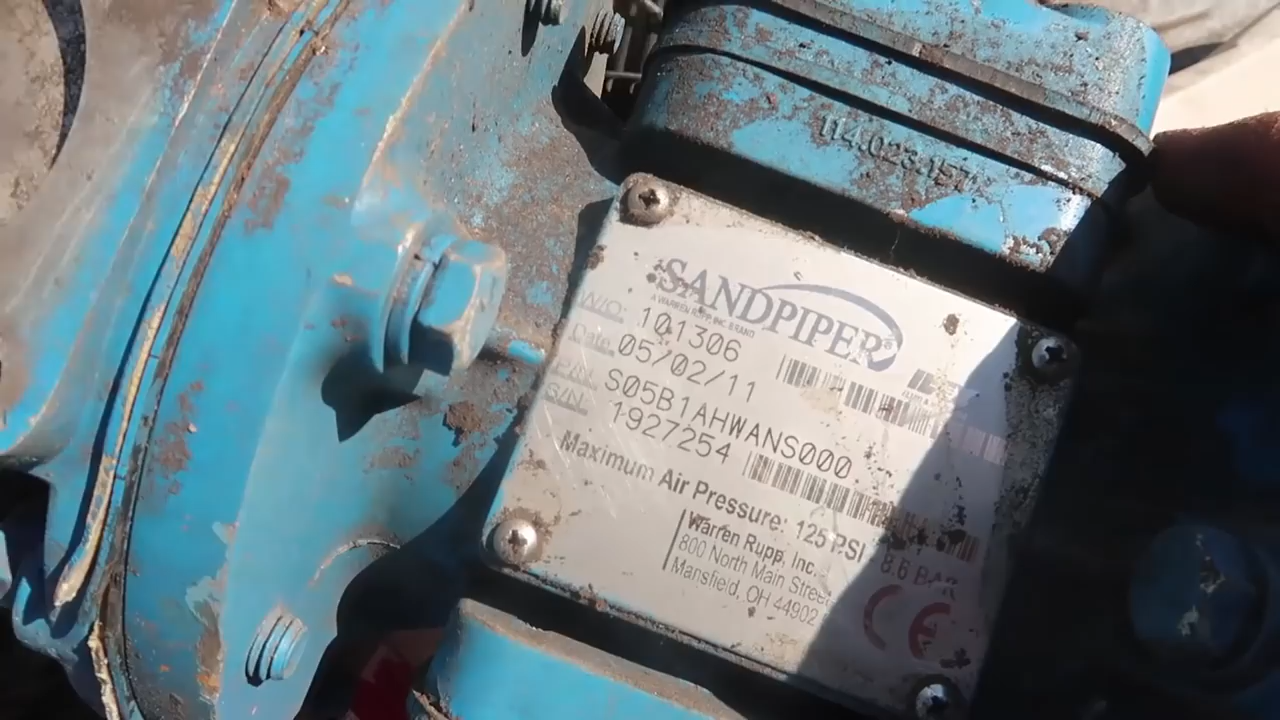 114.023.157
SANDPIPER®
A WARREN RUPP, INC. BRAND
W/O: 101306
Date 05/02/11
P/N: S05B1AHWANS000
S/N: 1927254
Maximum Air Pressure: 125 PSI 8.6 BAR
Warren Rupp, Inc.
800 North Main Street
Mansfield, OH 44902
CE